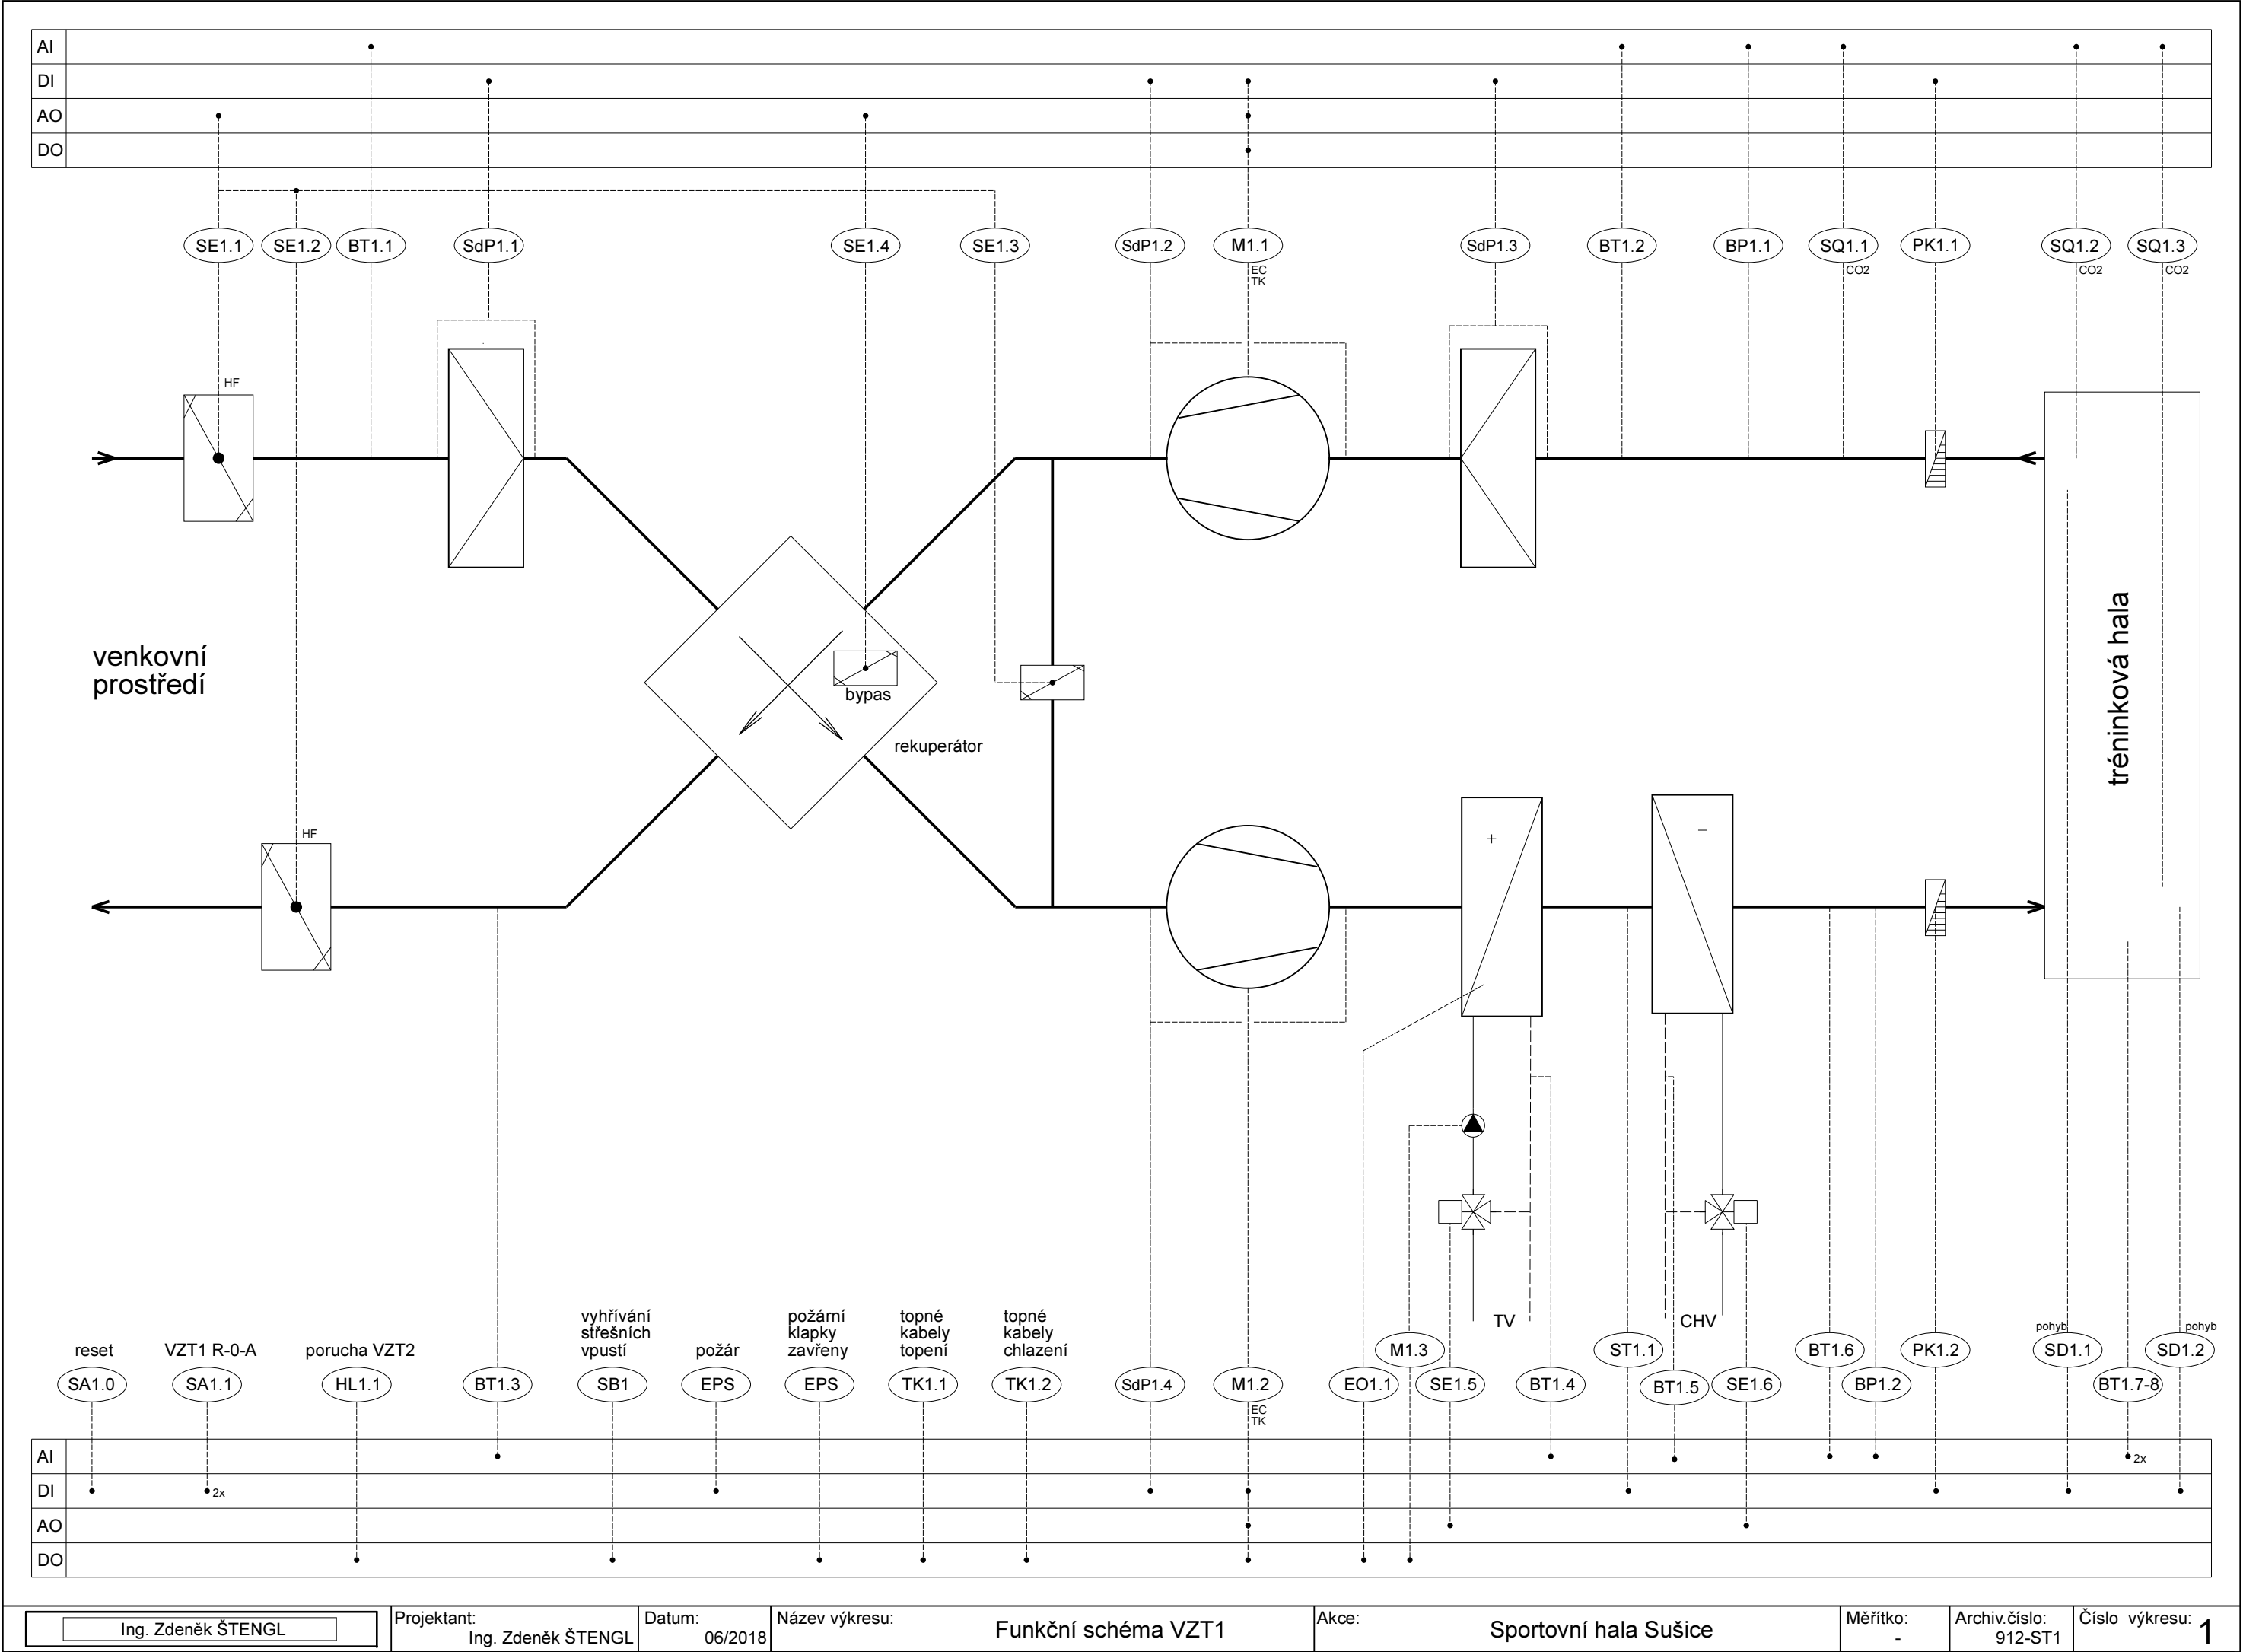 AI
DI
AO
DO
SE1.1 SE1.2 BT1.1 SdP1.1 SE1.4 SE1.3 SdP1.2 M1.1 SdP1.3 BT1.2 BP1.1 SQ1.1 PK1.1 SQ1.2 SQ1.3
EC CO2 CO2 CO2
TK
HF
venkovní
prostředí
bypas
rekuperátor
tréninková hala
HF
+ −
TV CHV
vyhřívání
střešních
vpustí
požární
klapky
zavřeny
topné
kabely
topení
topné
kabely
chlazení
reset VZT1 R-0-A porucha VZT2 požár
pohyb pohyb
M1.3 ST1.1 BT1.6 PK1.2 SD1.1 SD1.2
SA1.0 SA1.1 HL1.1 BT1.3 SB1 EPS EPS TK1.1 TK1.2 SdP1.4 M1.2 EO1.1 SE1.5 BT1.4 BT1.5 SE1.6 BP1.2 BT1.7-8
EC
TK
AI 2x
DI 2x
AO
DO
Ing. Zdeněk ŠTENGL
Projektant:
Ing. Zdeněk ŠTENGL
Datum:
06/2018
Název výkresu:
Funkční schéma VZT1
Akce:
Sportovní hala Sušice
Měřítko:
-
Archiv.číslo:
912-ST1
Číslo výkresu: 1